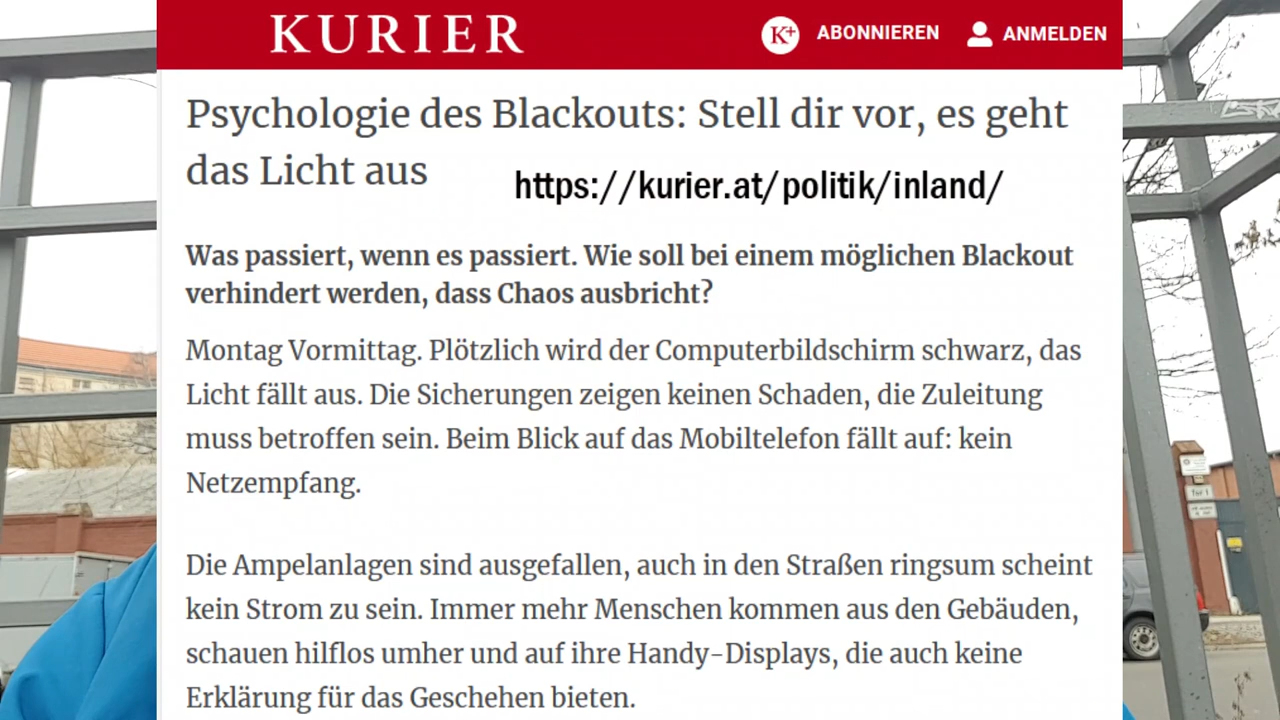 KURIER
K+ ABONNIEREN ANMELDEN
Psychologie des Blackouts: Stell dir vor, es geht
das Licht aus
https://kurier.at/politik/inland/
Was passiert, wenn es passiert. Wie soll bei einem möglichen Blackout
verhindert werden, dass Chaos ausbricht?
Montag Vormittag. Plötzlich wird der Computerbildschirm schwarz, das
Licht fällt aus. Die Sicherungen zeigen keinen Schaden, die Zuleitung
muss betroffen sein. Beim Blick auf das Mobiltelefon fällt auf: kein
Netzempfang.
Die Ampelanlagen sind ausgefallen, auch in den Straßen ringsum scheint
kein Strom zu sein. Immer mehr Menschen kommen aus den Gebäuden,
schauen hilflos umher und auf ihre Handy-Displays, die auch keine
Erklärung für das Geschehen bieten.
Tor 1